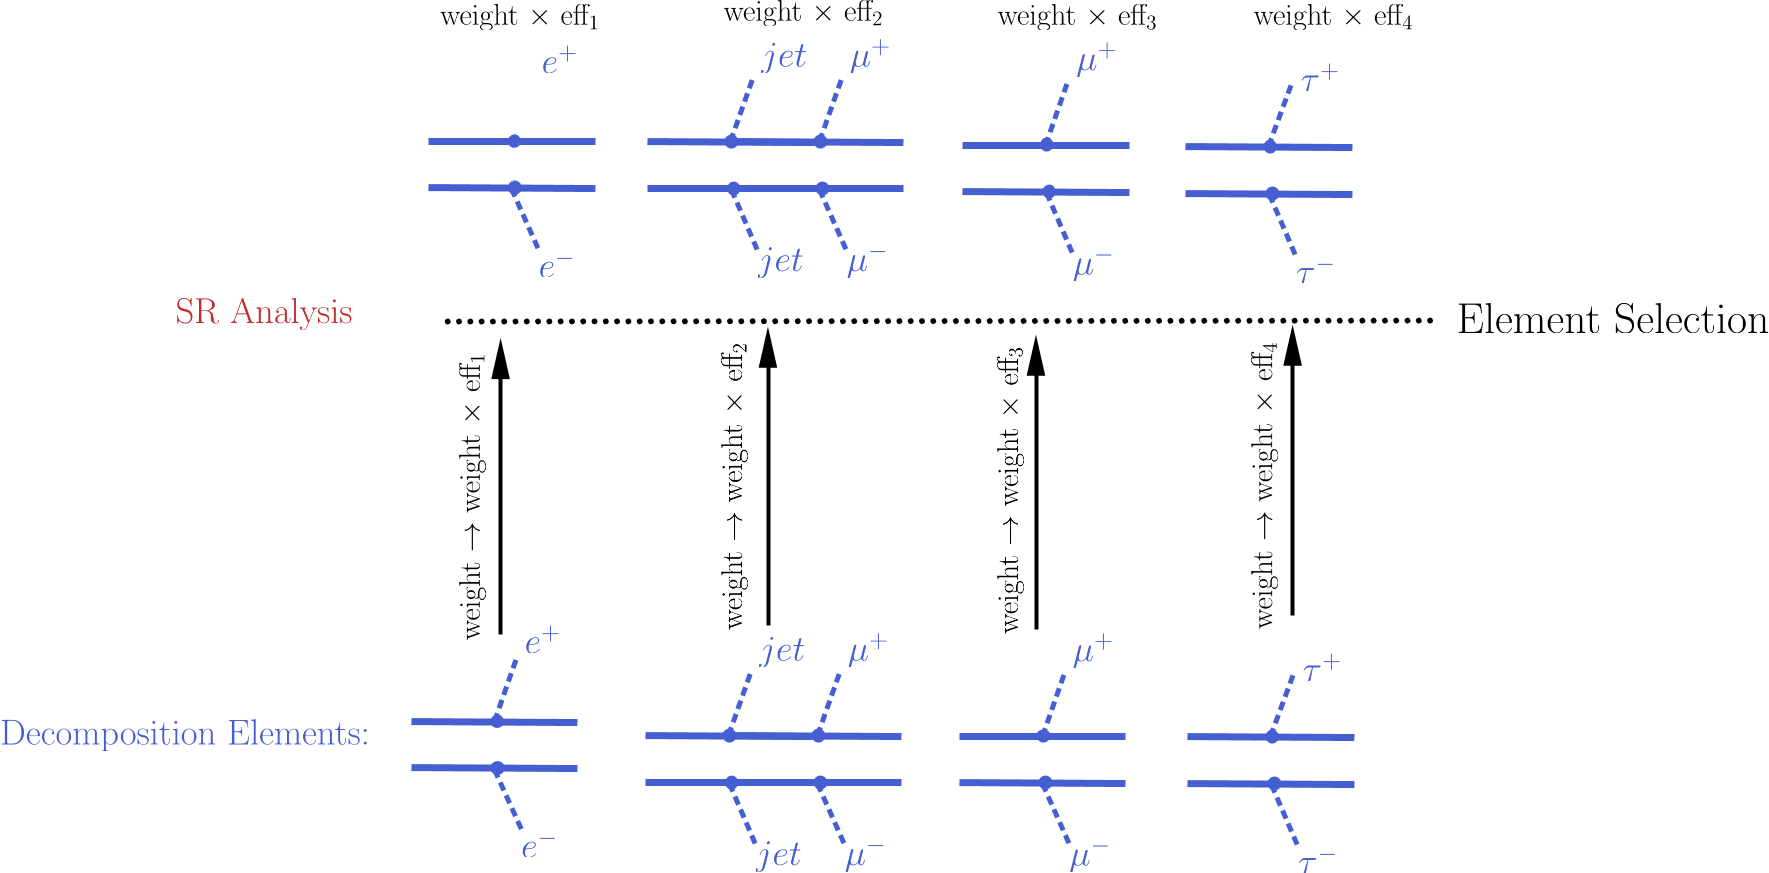 weight × eff₁ weight × eff₂ weight × eff₃ weight × eff₄
e⁺ jet μ⁺ μ⁺ τ⁺
e⁻ jet μ⁻ μ⁻ τ⁻
SR Analysis
Element Selection
weight → weight × eff₁
weight → weight × eff₂
weight → weight × eff₃
weight → weight × eff₄
e⁺ jet μ⁺ μ⁺ τ⁺
Decomposition Elements:
e⁻ jet μ⁻ μ⁻ τ⁻